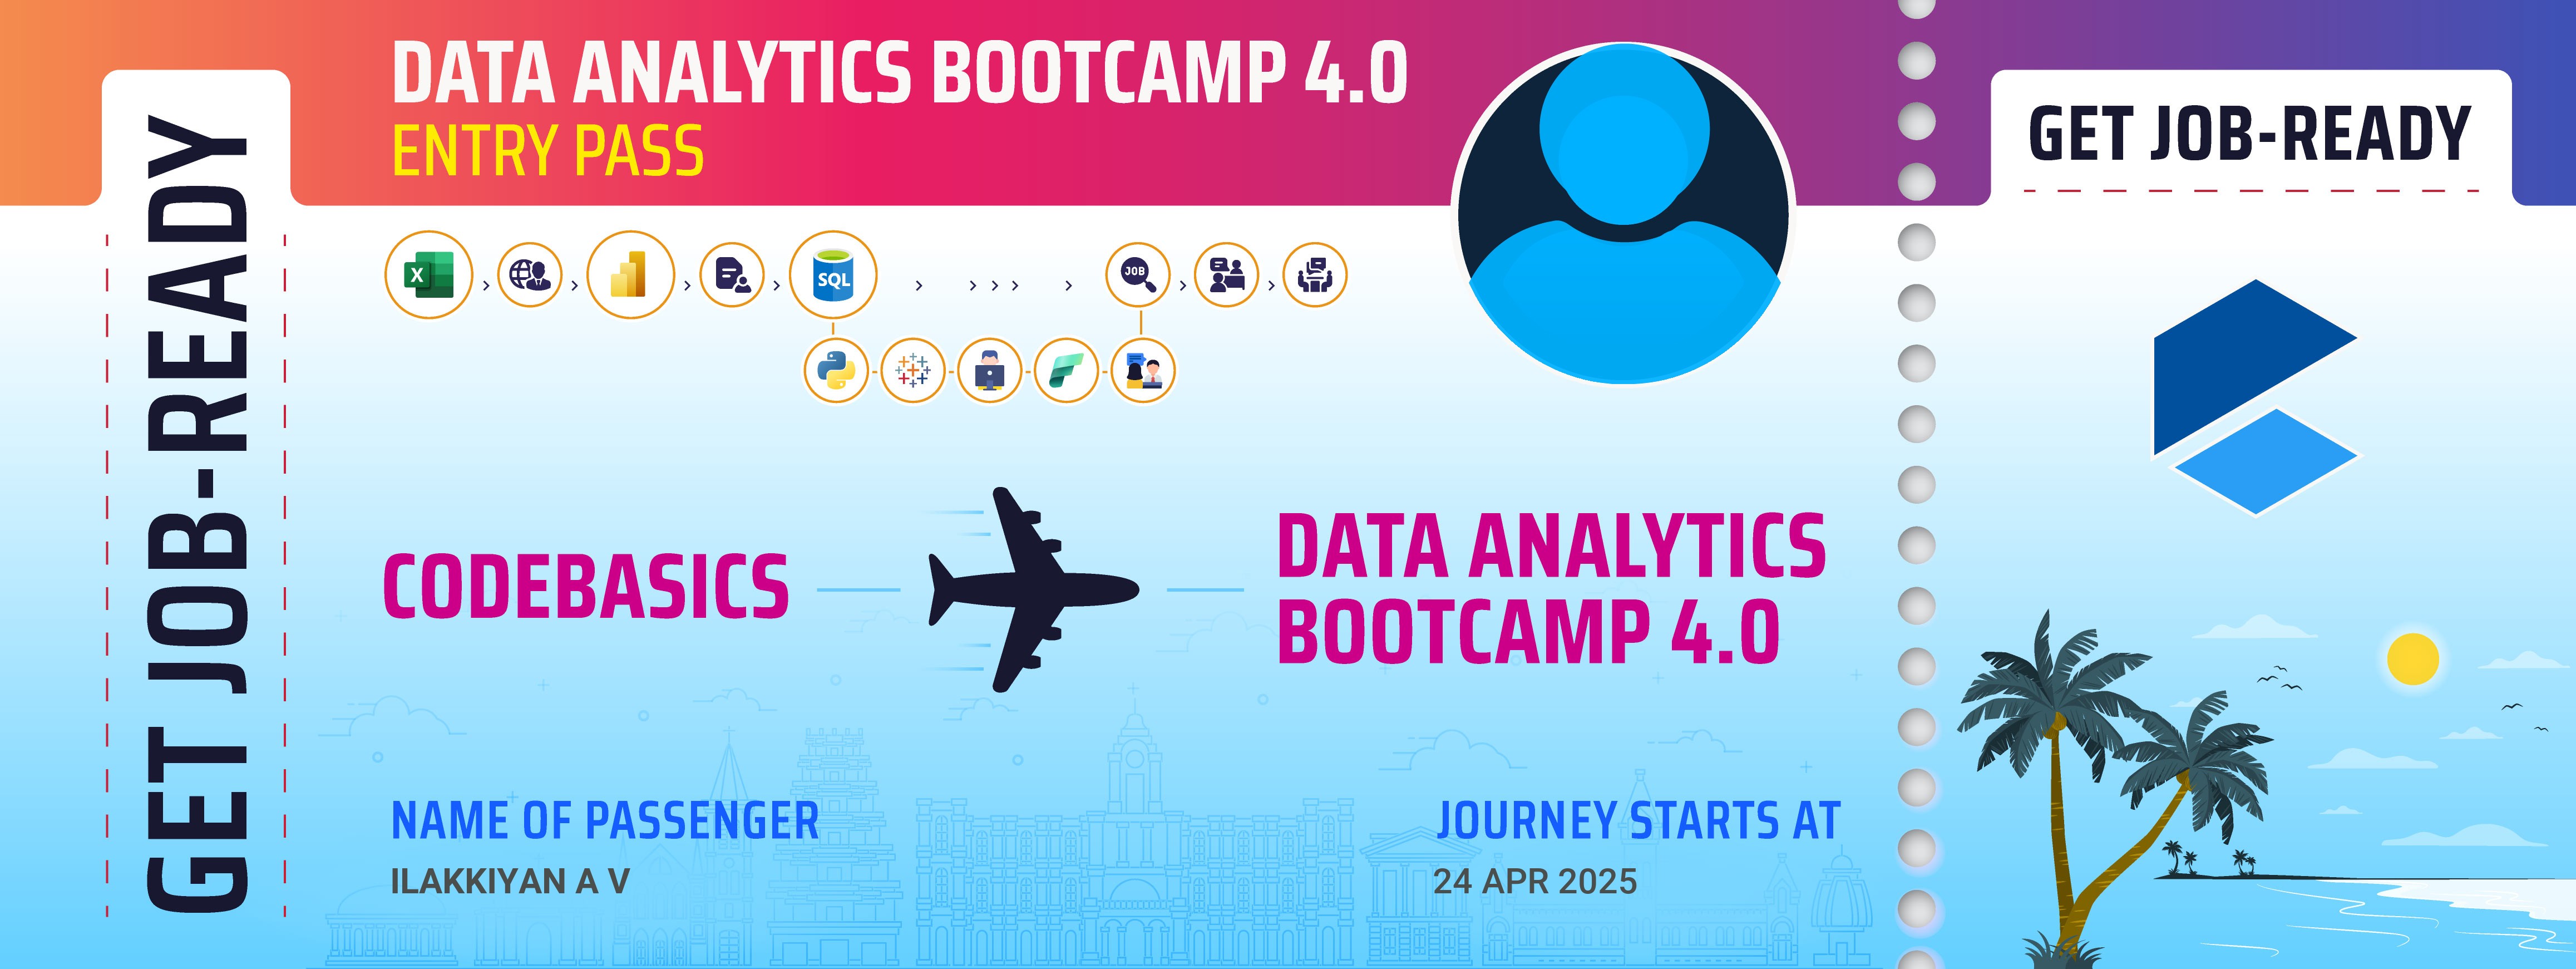 GET JOB-READY
DATA ANALYTICS BOOTCAMP 4.0
ENTRY PASS
X
SQL
JOB
CODEBASICS
DATA ANALYTICS
BOOTCAMP 4.0
NAME OF PASSENGER
ILAKKIYAN A V
JOURNEY STARTS AT
24 APR 2025
GET JOB-READY